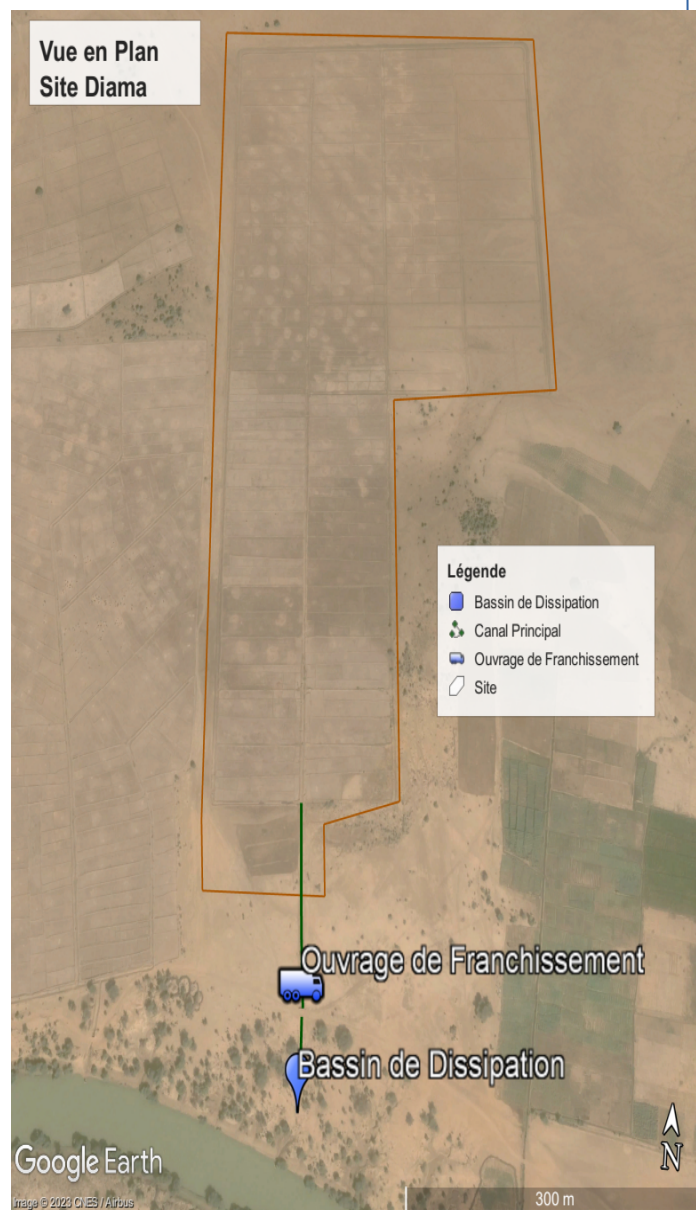 Vue en Plan
Site Diama
Légende
Bassin de Dissipation
Canal Principal
Ouvrage de Franchissement
Site
Ouvrage de Franchissement
Bassin de Dissipation
Google Earth
N
Image © 2023 CNES / Airbus
300 m